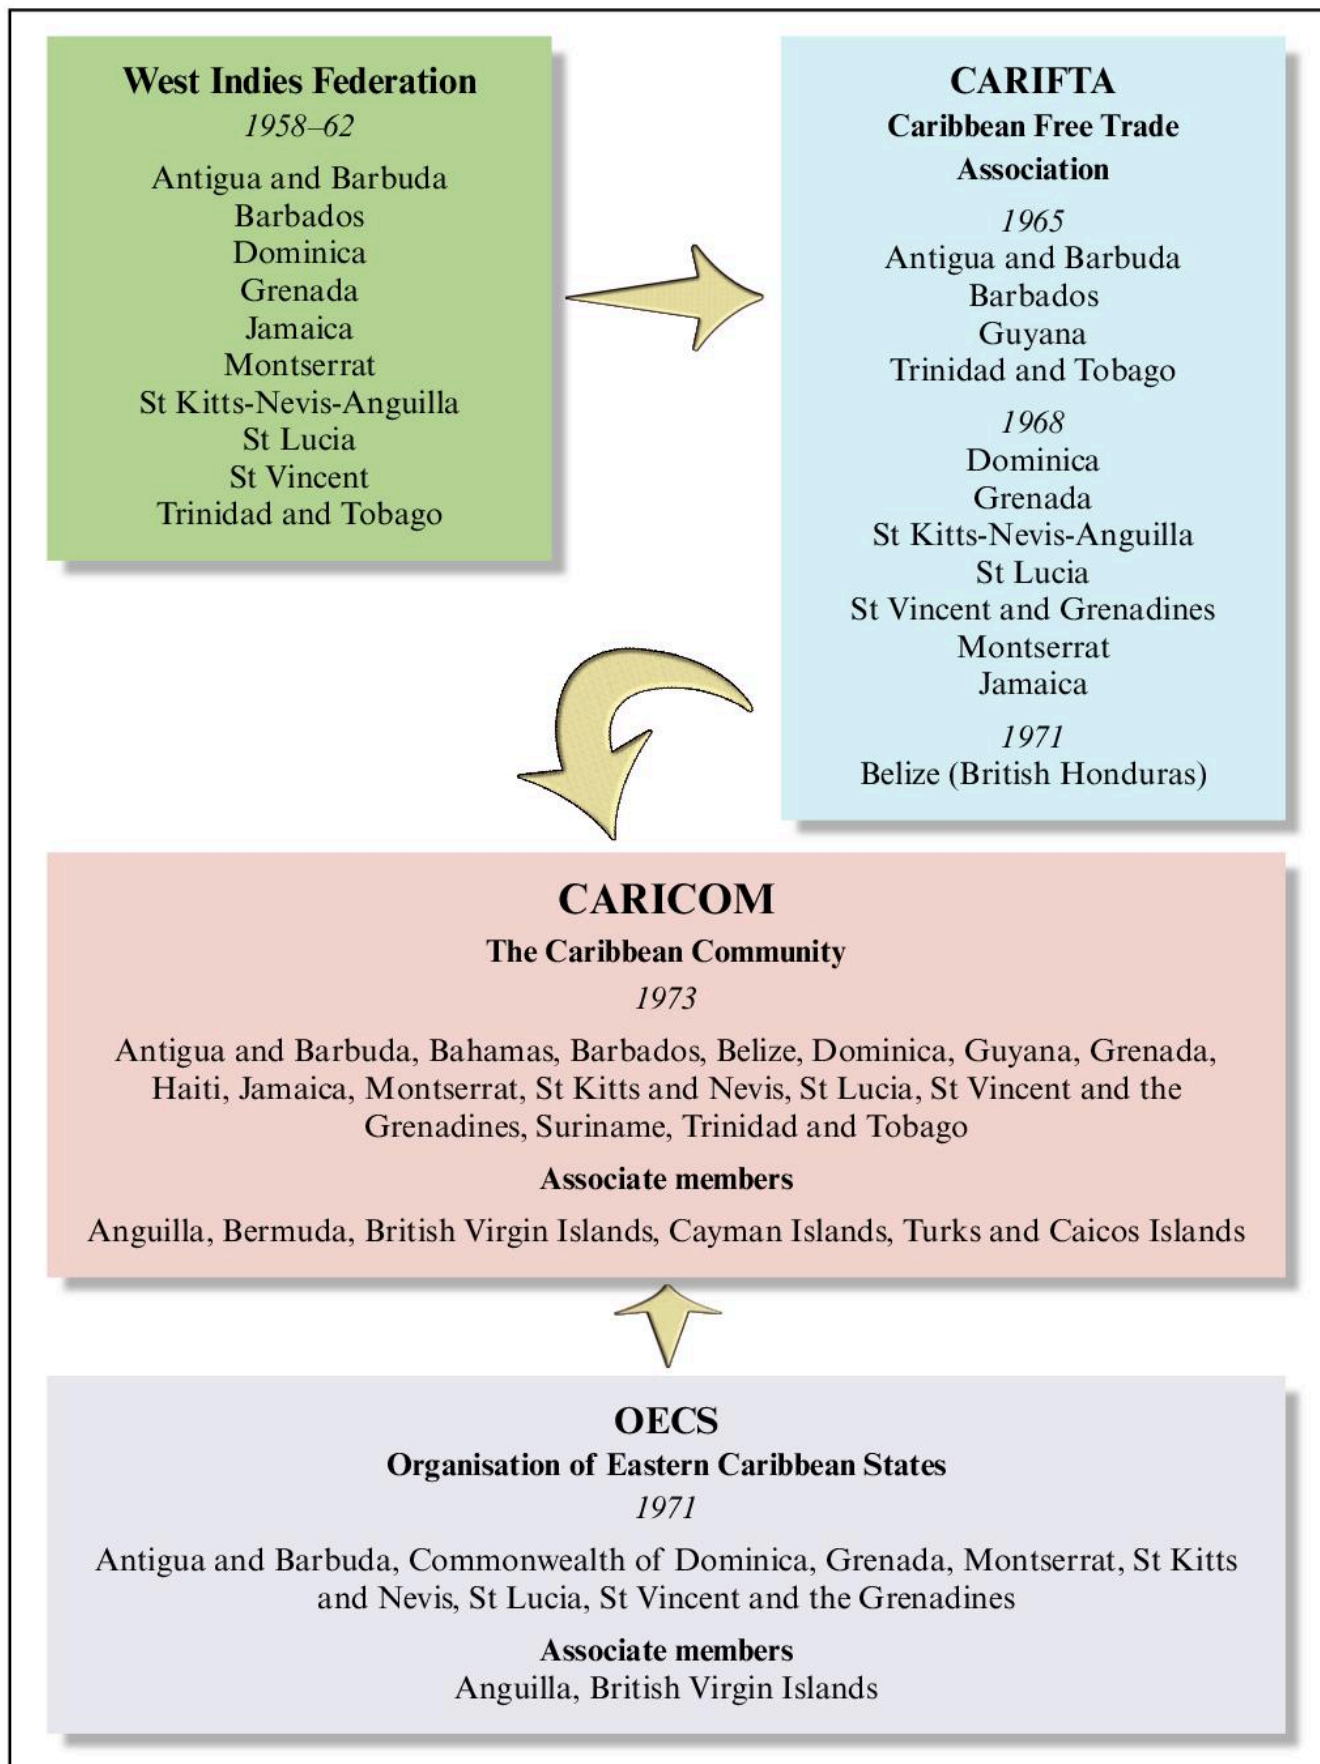 West Indies Federation
1958–62
Antigua and Barbuda
Barbados
Dominica
Grenada
Jamaica
Montserrat
St Kitts-Nevis-Anguilla
St Lucia
St Vincent
Trinidad and Tobago
CARIFTA
Caribbean Free Trade
Association
1965
Antigua and Barbuda
Barbados
Guyana
Trinidad and Tobago
1968
Dominica
Grenada
St Kitts-Nevis-Anguilla
St Lucia
St Vincent and Grenadines
Montserrat
Jamaica
1971
Belize (British Honduras)
CARICOM
The Caribbean Community
1973
Antigua and Barbuda, Bahamas, Barbados, Belize, Dominica, Guyana, Grenada,
Haiti, Jamaica, Montserrat, St Kitts and Nevis, St Lucia, St Vincent and the
Grenadines, Suriname, Trinidad and Tobago
Associate members
Anguilla, Bermuda, British Virgin Islands, Cayman Islands, Turks and Caicos Islands
OECS
Organisation of Eastern Caribbean States
1971
Antigua and Barbuda, Commonwealth of Dominica, Grenada, Montserrat, St Kitts
and Nevis, St Lucia, St Vincent and the Grenadines
Associate members
Anguilla, British Virgin Islands